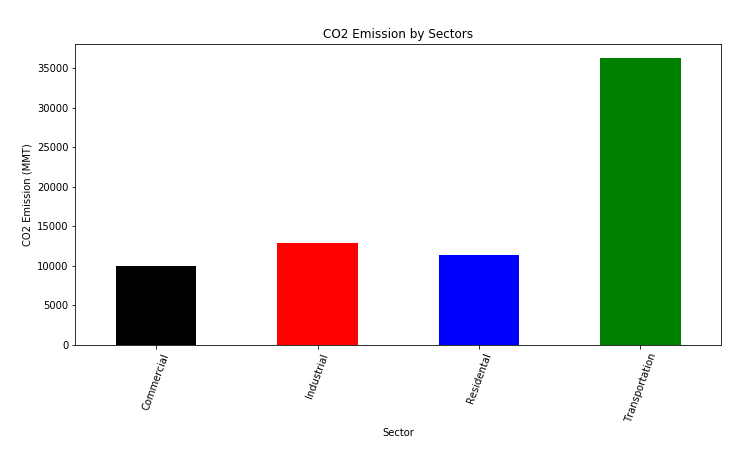 CO2 Emission by Sectors
CO2 Emission (MMT)
35000
30000
25000
20000
15000
10000
5000
0
Commercial
Industrial
Residental
Transportation
Sector